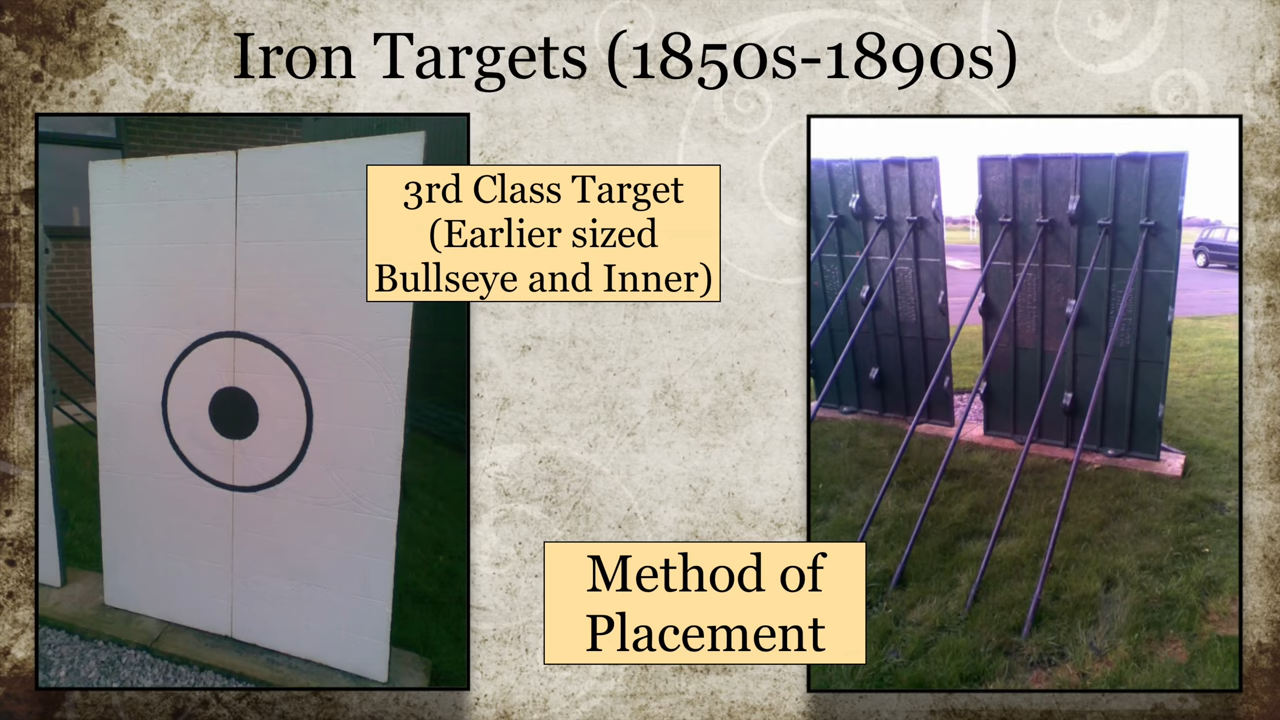 Iron Targets (1850s-1890s)
3rd Class Target
(Earlier sized
Bullseye and Inner)
Method of
Placement